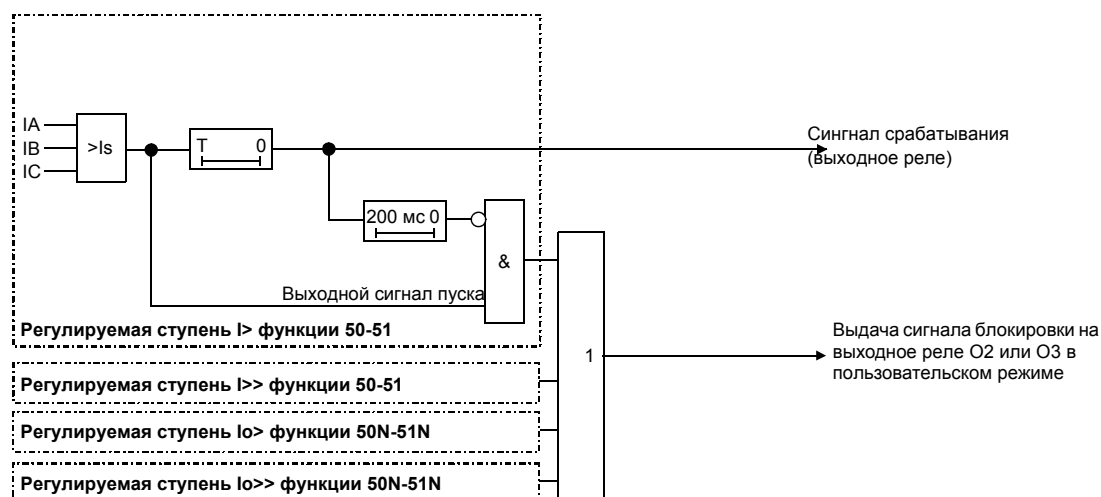 IA
IB
IC
>Is
T 0
Сингнал срабатывания
(выходное реле)
200 мс 0
&
Выходной сигнал пуска
Регулируемая ступень I> функции 50-51
1
Выдача сигнала блокировки на
выходное реле O2 или O3 в
пользовательском режиме
Регулируемая ступень I>> функции 50-51
Регулируемая ступень Io> функции 50N-51N
Регулируемая ступень Io>> функции 50N-51N